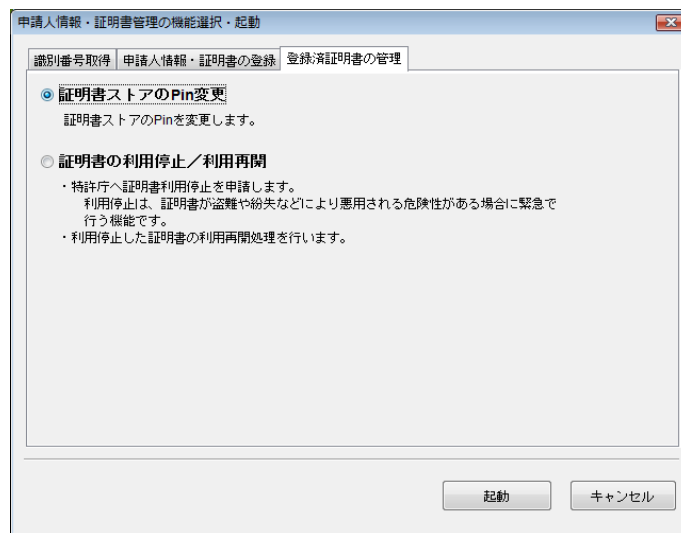 申請人情報・証明書管理の機能選択・起動
識別番号取得 申請人情報・証明書の登録 登録済証明書の管理
証明書ストアのPin変更
証明書ストアのPinを変更します。
証明書の利用停止／利用再開
・特許庁へ証明書利用停止を申請します。
利用停止は、証明書が盗難や紛失などにより悪用される危険性がある場合に緊急で
行う機能です。
・利用停止した証明書の利用再開処理を行います。
起動 キャンセル